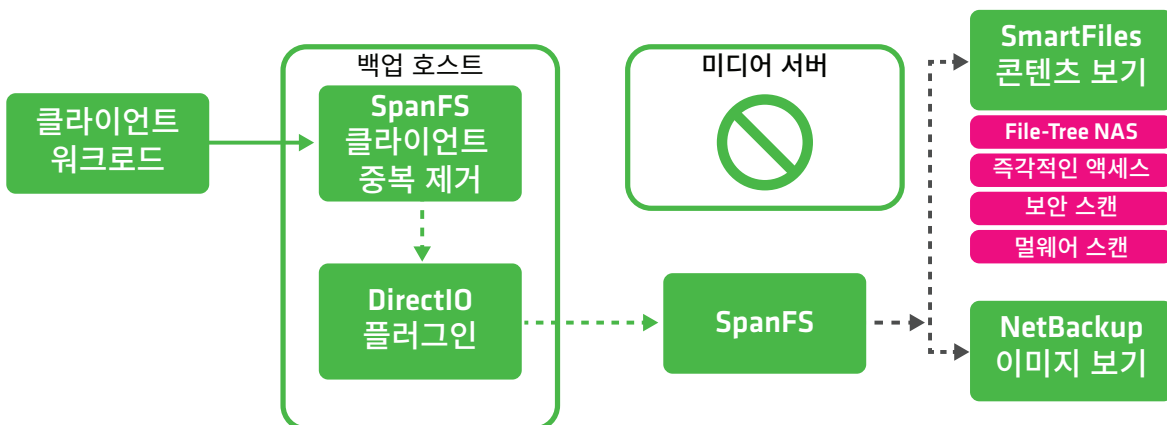 클라이언트
워크로드
백업 호스트
SpanFS
클라이언트
중복 제거
DirectIO
플러그인
미디어 서버
SpanFS
SmartFiles
콘텐츠 보기
File-Tree NAS
즉각적인 액세스
보안 스캔
멀웨어 스캔
NetBackup
이미지 보기